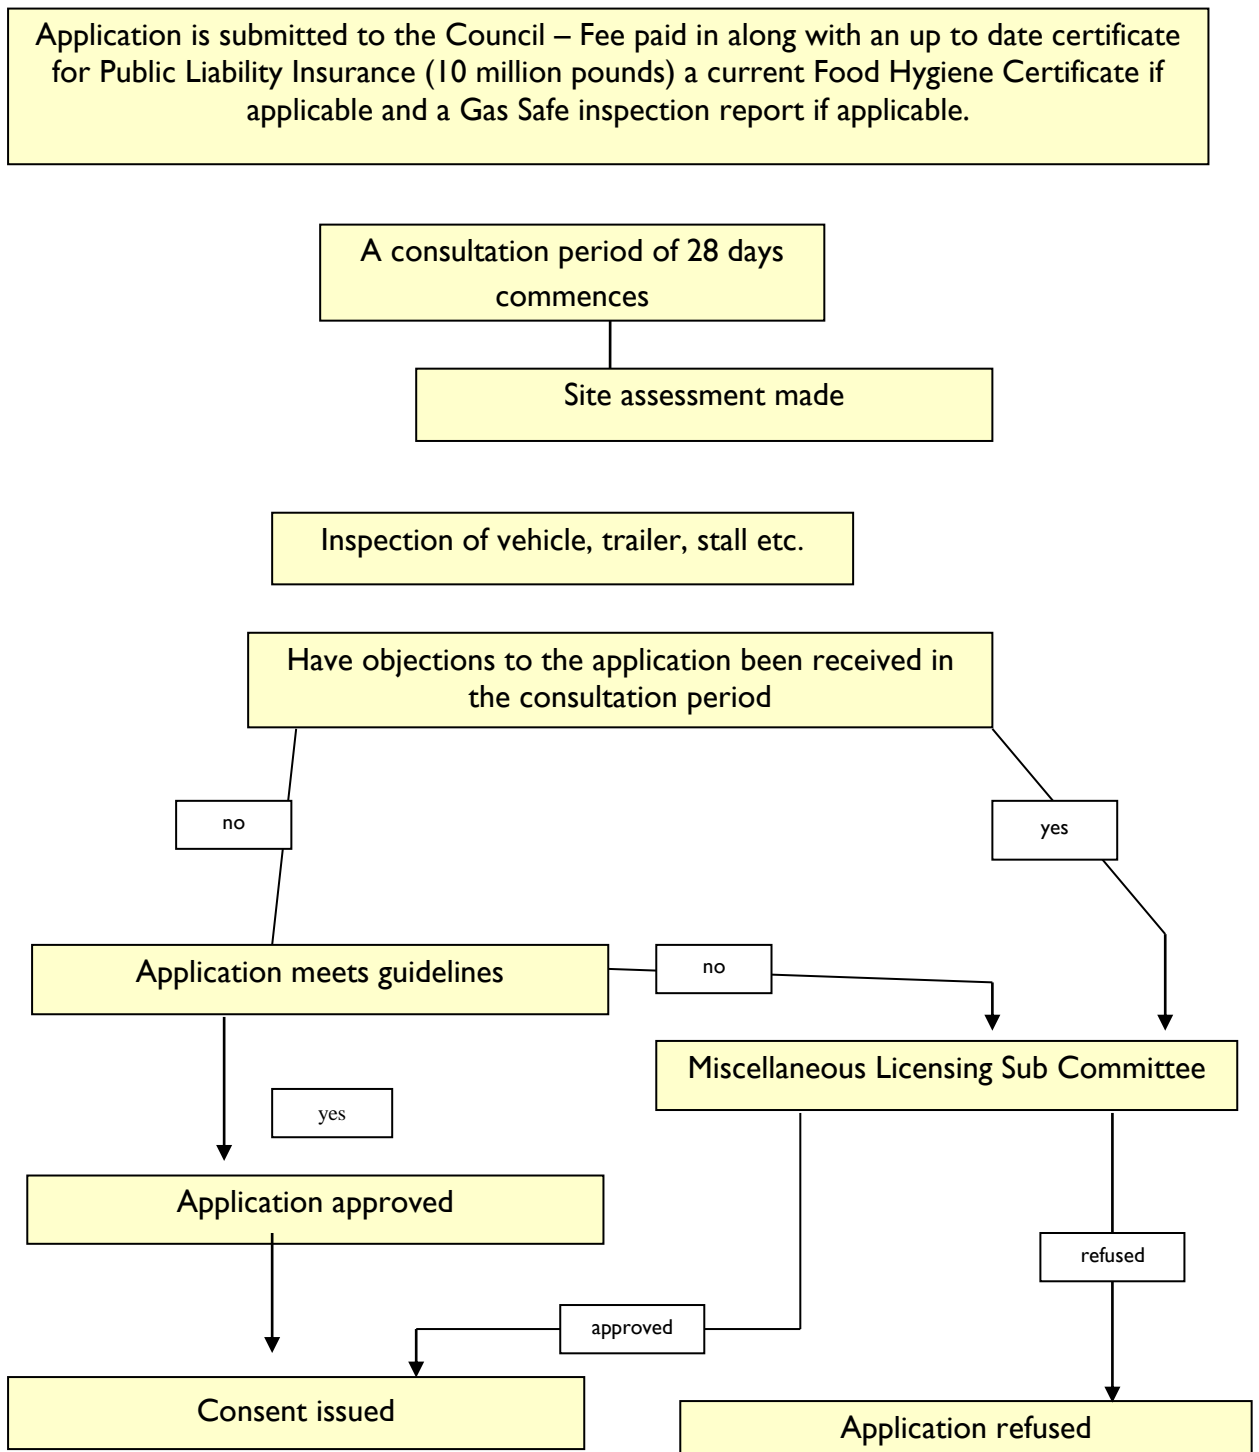 Application is submitted to the Council – Fee paid in along with an up to date certificate
for Public Liability Insurance (10 million pounds) a current Food Hygiene Certificate if
applicable and a Gas Safe inspection report if applicable.
A consultation period of 28 days
commences
Site assessment made
Inspection of vehicle, trailer, stall etc.
Have objections to the application been received in
the consultation period
no
yes
Application meets guidelines
no
Miscellaneous Licensing Sub Committee
yes
Application approved
refused
approved
Consent issued
Application refused